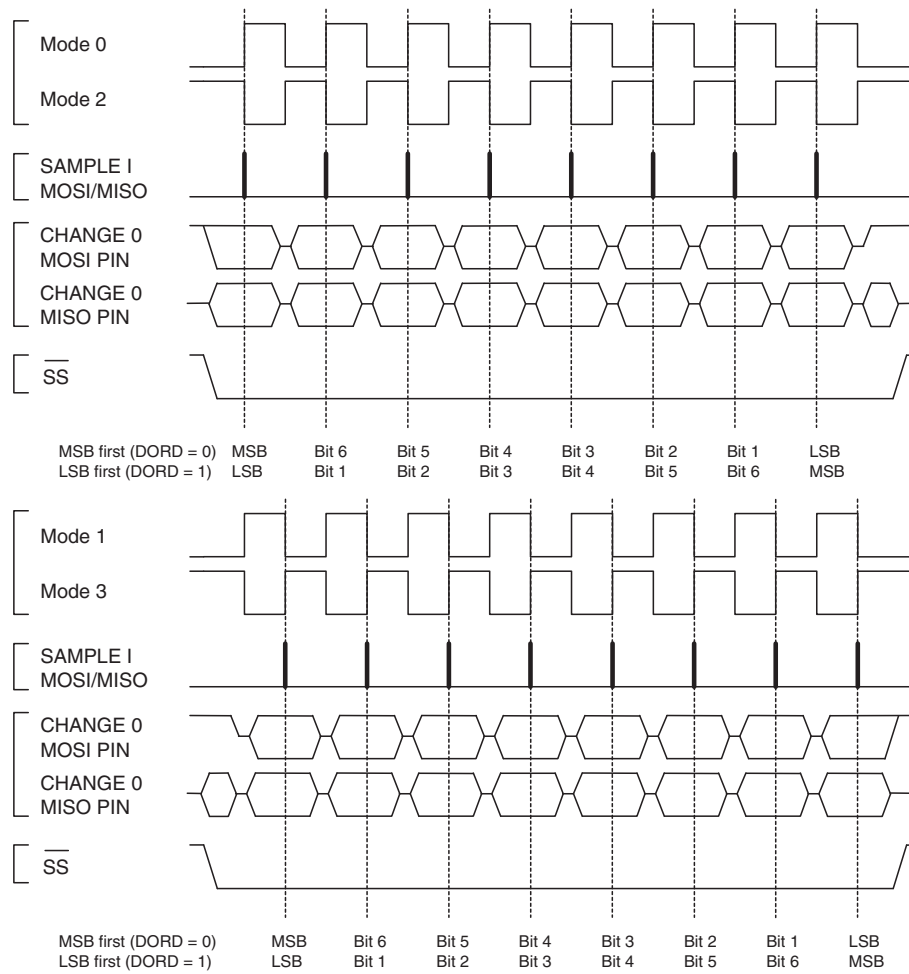 Mode 0
Mode 2
SAMPLE I
MOSI/MISO
CHANGE 0
MOSI PIN
CHANGE 0
MISO PIN
SS
MSB first (DORD = 0) MSB Bit 6 Bit 5 Bit 4 Bit 3 Bit 2 Bit 1 LSB
LSB first (DORD = 1) LSB Bit 1 Bit 2 Bit 3 Bit 4 Bit 5 Bit 6 MSB
Mode 1
Mode 3
SAMPLE I
MOSI/MISO
CHANGE 0
MOSI PIN
CHANGE 0
MISO PIN
SS
MSB first (DORD = 0) MSB Bit 6 Bit 5 Bit 4 Bit 3 Bit 2 Bit 1 LSB
LSB first (DORD = 1) LSB Bit 1 Bit 2 Bit 3 Bit 4 Bit 5 Bit 6 MSB